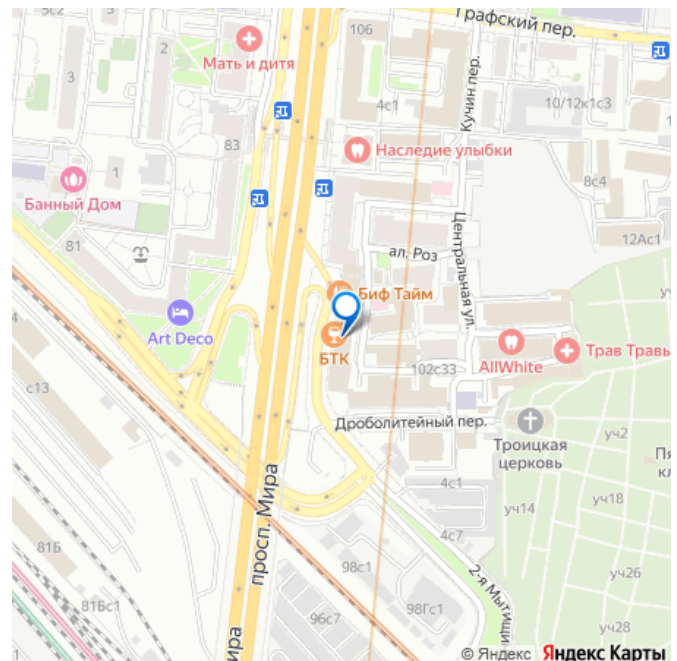 5с2
2
106
Графский пер.
Мать и дитя
3
4с1
Кучин пер.
10/12к1с3
83
Наследие улыбки
1
8с4
Банный Дом
Центральная ул.
81
12Ас1
ал. Роз
Биф Тайм
Art Deco
БТК
AllWhite
Трав Травы
102с33
с13
Дроболитейный пер.
Троицкая
церковь
уч2
просп. Мира
4с1
уч14
уч18
81Б
4с7
98с1
2-я Мыти
уч26
81Бс1
96с7
98Гс1
уч28
ира
© Яндекс Яндекс Карты